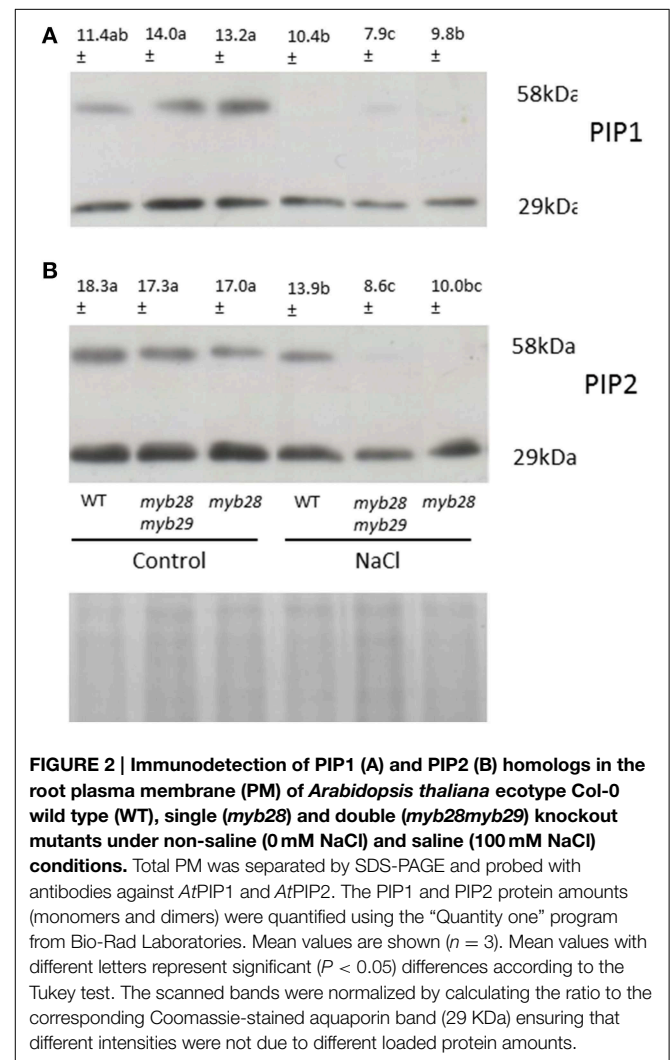 A
11.4ab 14.0a 13.2a 10.4b 7.9c 9.8b
± ± ± ± ± ±
58kDa
PIP1
29kDa
B
18.3a 17.3a 17.0a 13.9b 8.6c 10.0bc
± ± ± ± ± ±
58kDa
PIP2
29kDa
WT myb28 myb28 WT myb28 myb28
myb29 myb29
Control NaCl
FIGURE 2 | Immunodetection of PIP1 (A) and PIP2 (B) homologs in the
root plasma membrane (PM) of Arabidopsis thaliana ecotype Col-0
wild type (WT), single (myb28) and double (myb28myb29) knockout
mutants under non-saline (0 mM NaCl) and saline (100 mM NaCl)
conditions. Total PM was separated by SDS-PAGE and probed with
antibodies against AtPIP1 and AtPIP2. The PIP1 and PIP2 protein amounts
(monomers and dimers) were quantified using the “Quantity one” program
from Bio-Rad Laboratories. Mean values are shown (n = 3). Mean values with
different letters represent significant (P < 0.05) differences according to the
Tukey test. The scanned bands were normalized by calculating the ratio to the
corresponding Coomassie-stained aquaporin band (29 KDa) ensuring that
different intensities were not due to different loaded protein amounts.